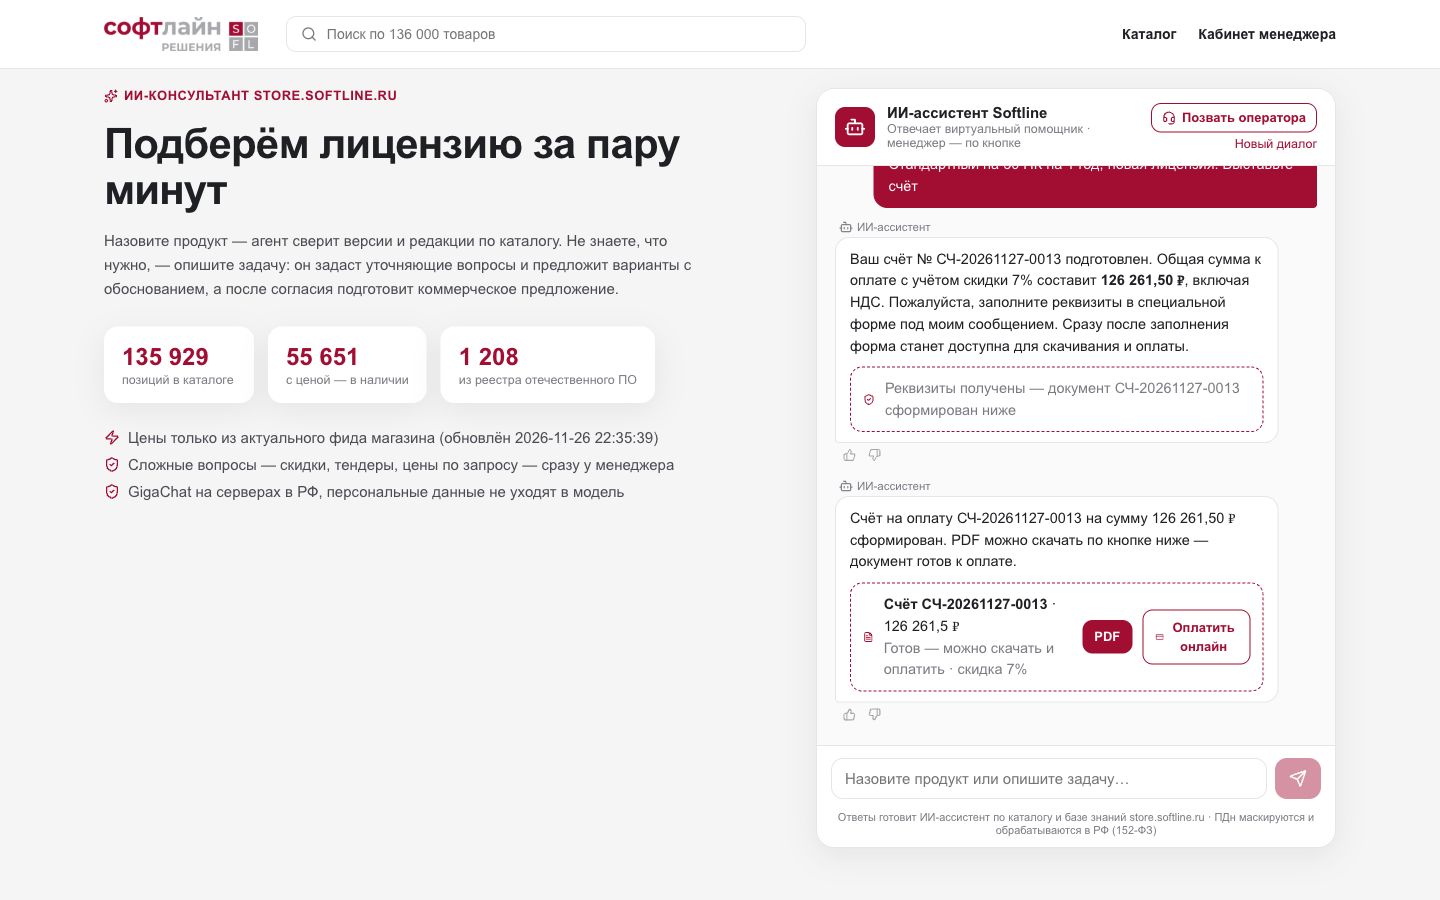 софтлайн
РЕШЕНИЯ
S O
F L
Поиск по 136 000 товаров
Каталог
Кабинет менеджера
ИИ-КОНСУЛЬТАНТ STORE.SOFTLINE.RU
Подберём лицензию за пару
минут
Назовите продукт — агент сверит версии и редакции по каталогу. Не знаете, что
нужно, — опишите задачу: он задаст уточняющие вопросы и предложит варианты с
обоснованием, а после согласия подготовит коммерческое предложение.
135 929
позиций в каталоге
55 651
с ценой — в наличии
1 208
из реестра отечественного ПО
Цены только из актуального фида магазина (обновлён 2026-11-26 22:35:39)
Сложные вопросы — скидки, тендеры, цены по запросу — сразу у менеджера
GigaChat на серверах в РФ, персональные данные не уходят в модель
ИИ-ассистент Softline
Отвечает виртуальный помощник ·
менеджер — по кнопке
Позвать оператора
Новый диалог
счёт
ИИ-ассистент
Ваш счёт № СЧ-20261127-0013 подготовлен. Общая сумма к
оплате с учётом скидки 7% составит 126 261,50 ₽, включая
НДС. Пожалуйста, заполните реквизиты в специальной
форме под моим сообщением. Сразу после заполнения
форма станет доступна для скачивания и оплаты.
Реквизиты получены — документ СЧ-20261127-0013
сформирован ниже
ИИ-ассистент
Счёт на оплату СЧ-20261127-0013 на сумму 126 261,50 ₽
сформирован. PDF можно скачать по кнопке ниже —
документ готов к оплате.
Счёт СЧ-20261127-0013 ·
126 261,5 ₽
Готов — можно скачать и
оплатить · скидка 7%
PDF
Оплатить
онлайн
Назовите продукт или опишите задачу…
Ответы готовит ИИ-ассистент по каталогу и базе знаний store.softline.ru · ПДн маскируются и
обрабатываются в РФ (152-ФЗ)